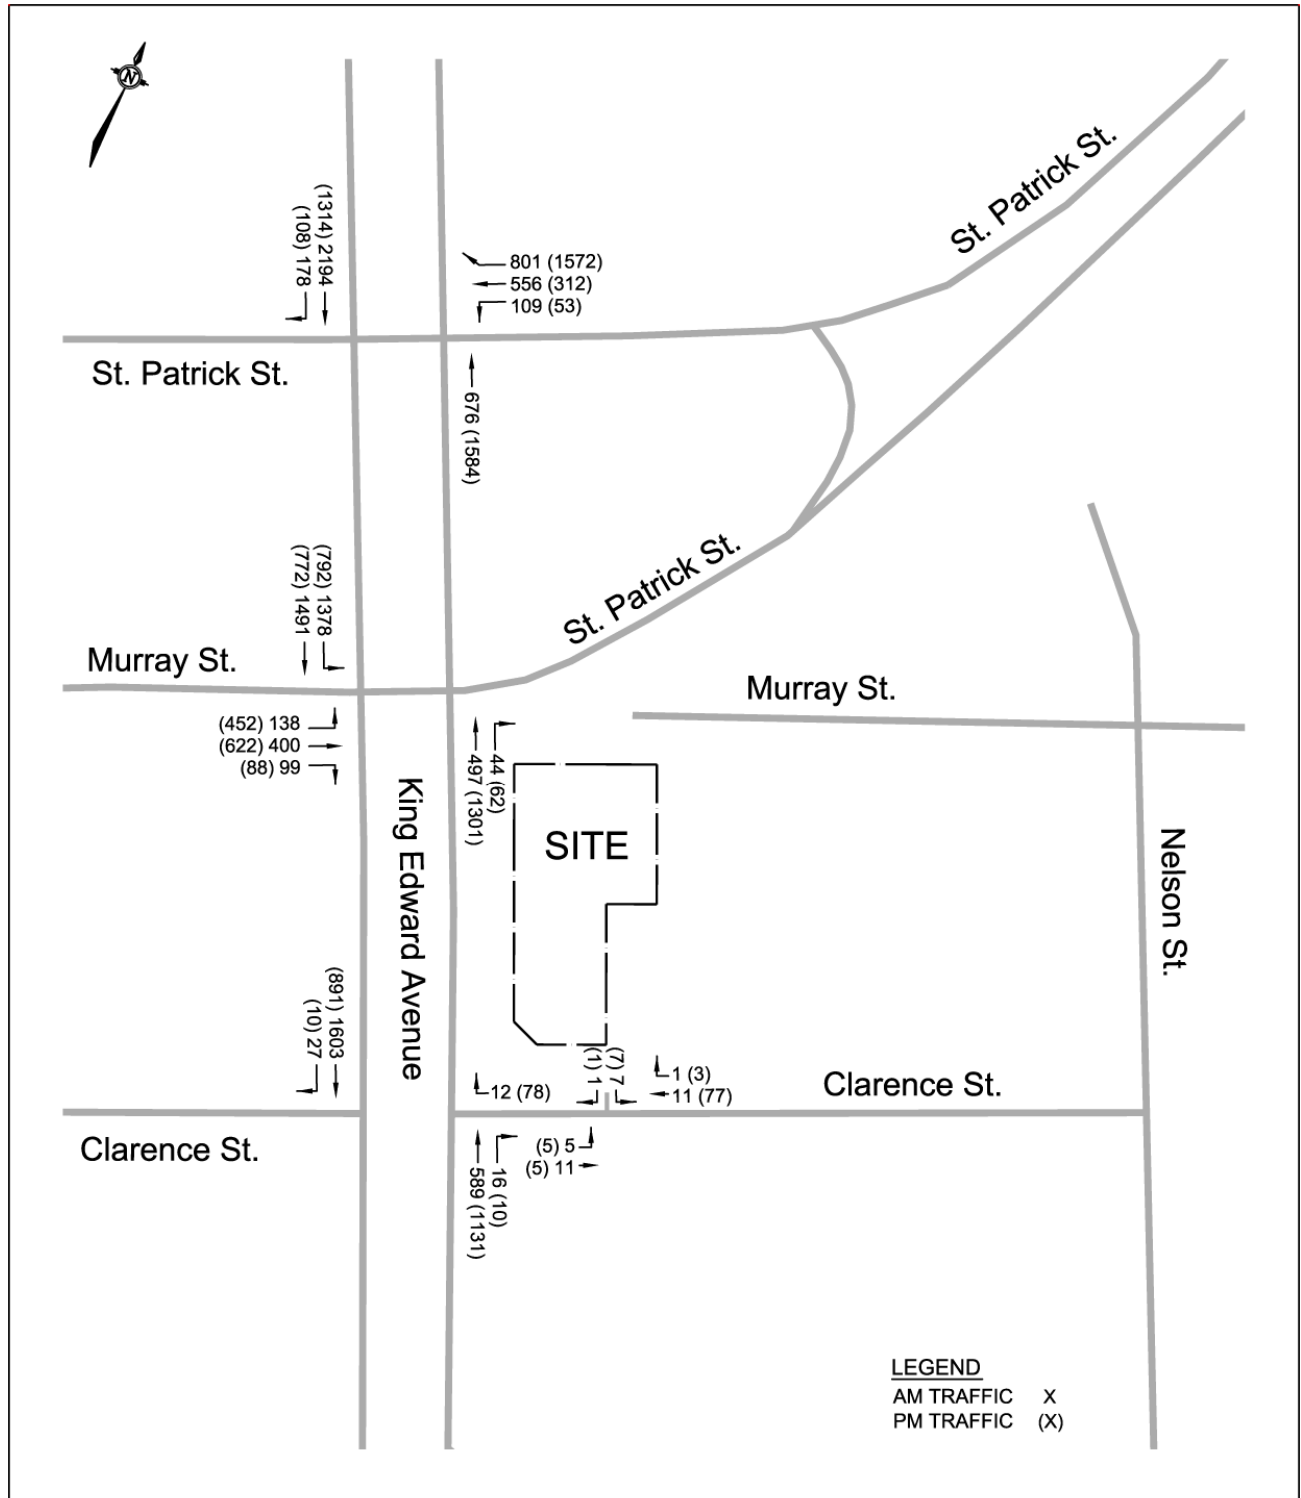 N
(1314) 2194
(108) 178
801 (1572)
556 (312)
109 (53)
St. Patrick St.
St. Patrick St.
676 (1584)
(792) 1378
(772) 1491
St. Patrick St.
Murray St.
Murray St.
(452) 138
(622) 400
(88) 99
44 (62)
497 (1301)
SITE
King Edward Avenue
Nelson St.
(891) 1603
(10) 27
12 (78)
(7) 7
(1) 1
1 (3)
11 (77)
Clarence St.
Clarence St.
(5) 5
(5) 11
16 (10)
589 (1131)
LEGEND
AM TRAFFIC X
PM TRAFFIC (X)